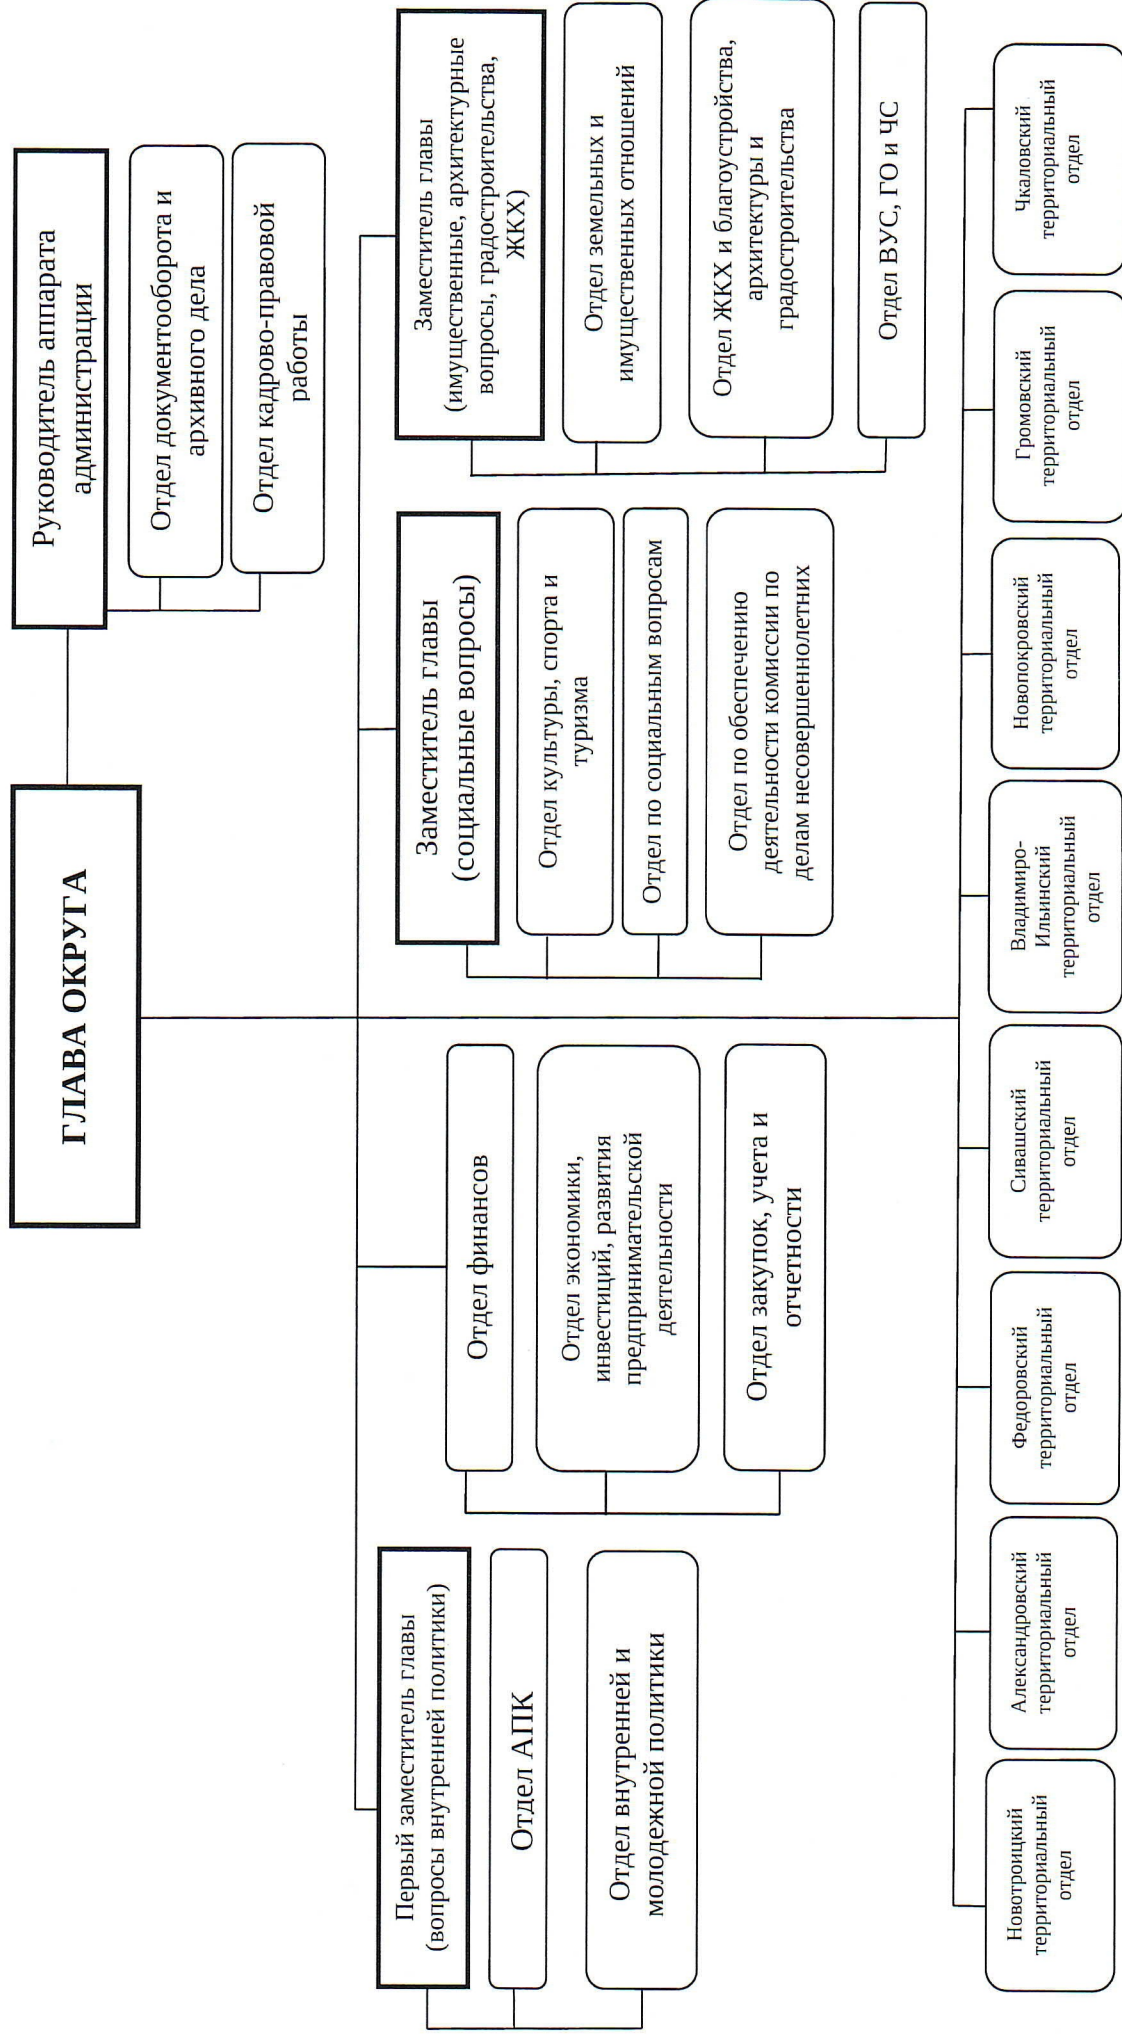 ГЛАВА ОКРУГА
Руководитель аппарата
администрации
Отдел документооборота и
архивного дела
Отдел кадрово-правовой
работы
Первый заместитель главы
(вопросы внутренней политики)
Отдел АПК
Отдел внутренней и
молодежной политики
Отдел финансов
Отдел экономики,
инвестиций, развития
предпринимательской
деятельности
Отдел закупок, учета и
отчетности
Заместитель главы
(социальные вопросы)
Отдел культуры, спорта и
туризма
Отдел по социальным вопросам
Отдел по обеспечению
деятельности комиссии по
делам несовершеннолетних
Заместитель главы
(имущественные, архитектурные
вопросы, градостроительства,
ЖКХ)
Отдел земельных и
имущественных отношений
Отдел ЖКХ и благоустройства,
архитектуры и
градостроительства
Отдел ВУС, ГО и ЧС
Новотроицкий
территориальный
отдел
Александровский
территориальный
отдел
Федоровский
территориальный
отдел
Сивашский
территориальный
отдел
Владимиро-
Ильинский
территориальный
отдел
Новопокровский
территориальный
отдел
Громовский
территориальный
отдел
Чкаловский
территориальный
отдел